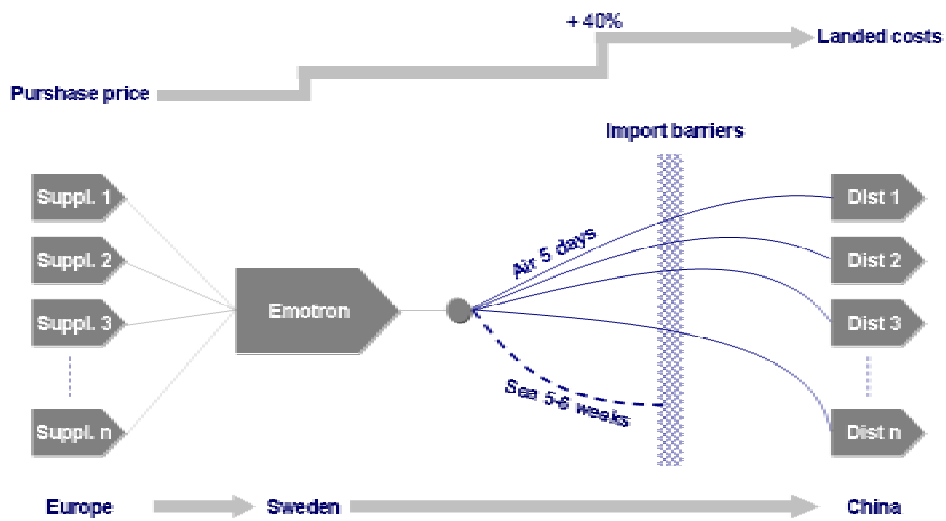 + 40%
Landed costs
Purshase price
Import barriers
Suppl. 1
Dist 1
Air 5 days
Suppl. 2
Dist 2
Emotron
Suppl. 3
Dist 3
Sea 5-6 weeks
Suppl. n
Dist n
Europe
Sweden
China